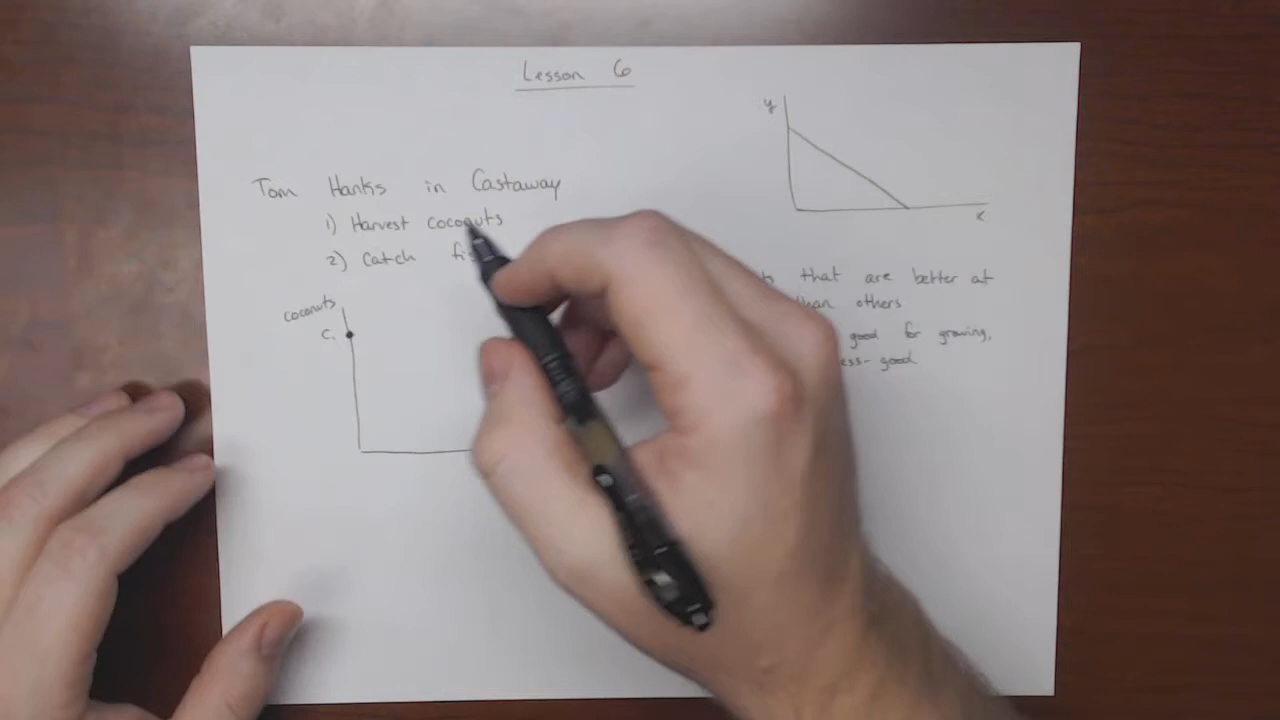 Lesson 6
Tom Hanks in Castaway
1) Harvest coconuts
2) Catch
coconuts
C.
y
x
that are better at
than others
good for growing,
less- good